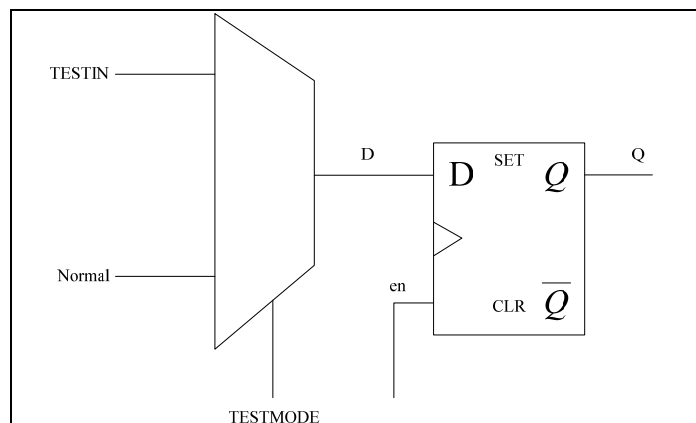 TESTIN
D
Q
D
SET
Q
Normal
en
CLR
Q
TESTMODE